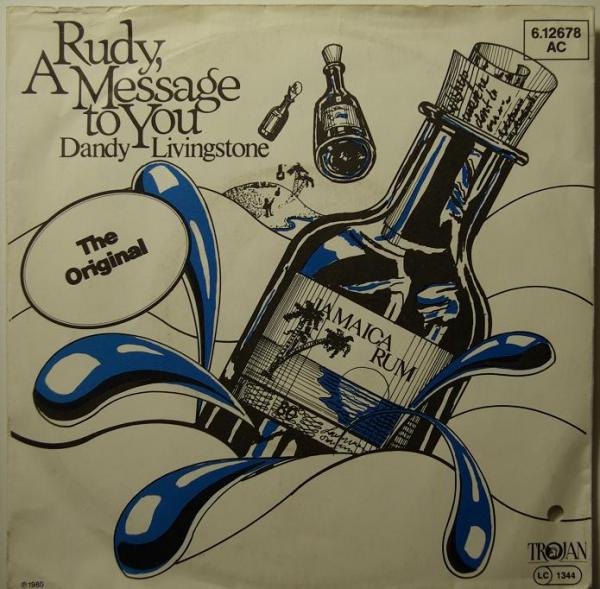 Rudy,
A Message
to You
Dandy Livingstone
6.12678
AC
The
Original
JAMAICA
RUM
TROJAN
LC 1344
℗1980